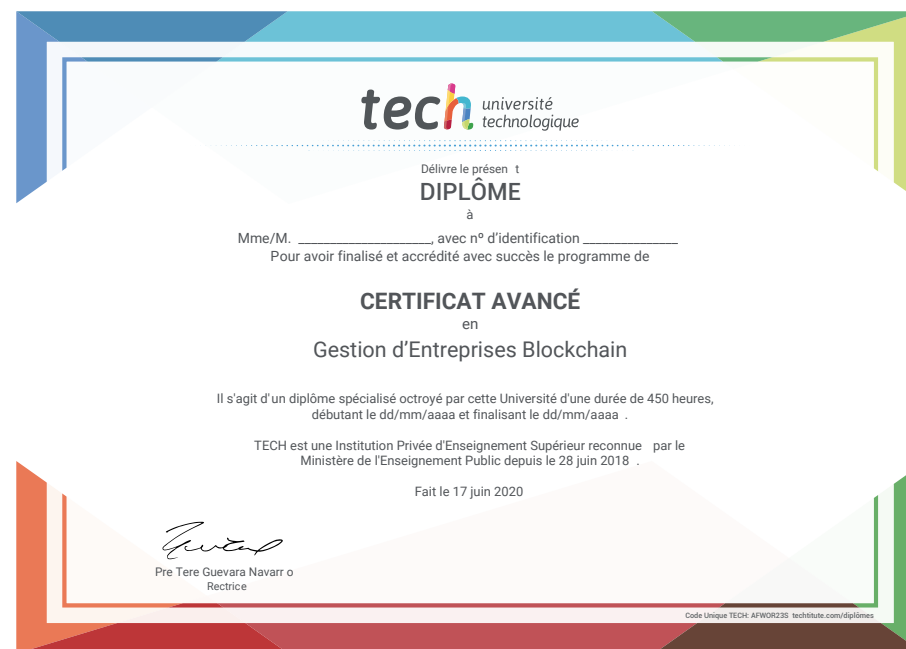 tech université
technologique
Délivre le présen t
DIPLÔME
à
Mme/M. _____________________, avec nº d'identification _______________
Pour avoir finalisé et accrédité avec succès le programme de
CERTIFICAT AVANCÉ
en
Gestion d'Entreprises Blockchain
Il s'agit d'un diplôme spécialisé octroyé par cette Université d'une durée de 450 heures,
débutant le dd/mm/aaaa et finalisant le dd/mm/aaaa .
TECH est une Institution Privée d'Enseignement Supérieur reconnue par le
Ministère de l'Enseignement Public depuis le 28 juin 2018 .
Fait le 17 juin 2020
Pre Tere Guevara Navarr o
Rectrice
Code Unique TECH: AFWOR23S techtitute.com/diplômes